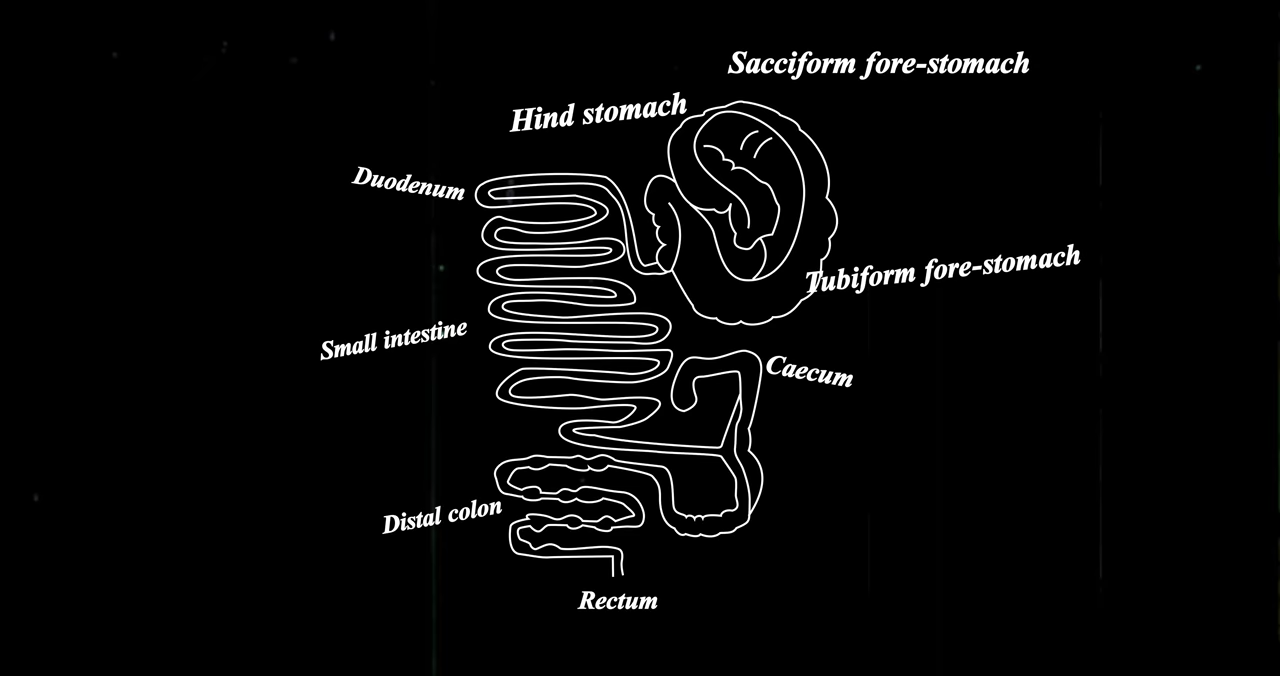 Sacciform fore-stomach
Hind stomach
Duodenum
Tubiform fore-stomach
Small intestine
Caecum
Distal colon
Rectum